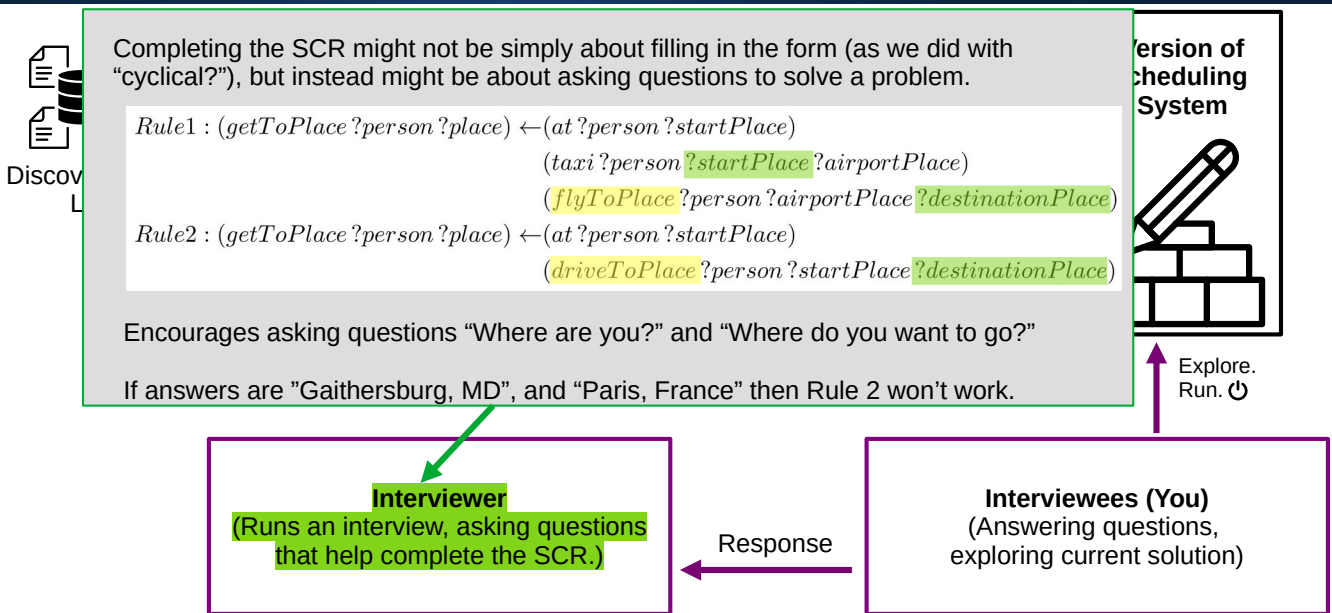 Completing the SCR might not be simply about filling in the form (as we did with
“cyclical?”), but instead might be about asking questions to solve a problem.
Rule1 : (getToPlace ?person ?place) ←(at ?person ?startPlace)
(taxi ?person ?startPlace ?airportPlace)
(flyToPlace ?person ?airportPlace ?destinationPlace)
Rule2 : (getToPlace ?person ?place) ←(at ?person ?startPlace)
(driveToPlace ?person ?startPlace ?destinationPlace)
Encourages asking questions “Where are you?” and “Where do you want to go?”
If answers are ”Gaithersburg, MD”, and “Paris, France” then Rule 2 won’t work.
of
System
Explore.
Run.
Interviewer
(Runs an interview, asking questions
that help complete the SCR.)
Response
Interviewees (You)
(Answering questions,
exploring current solution)